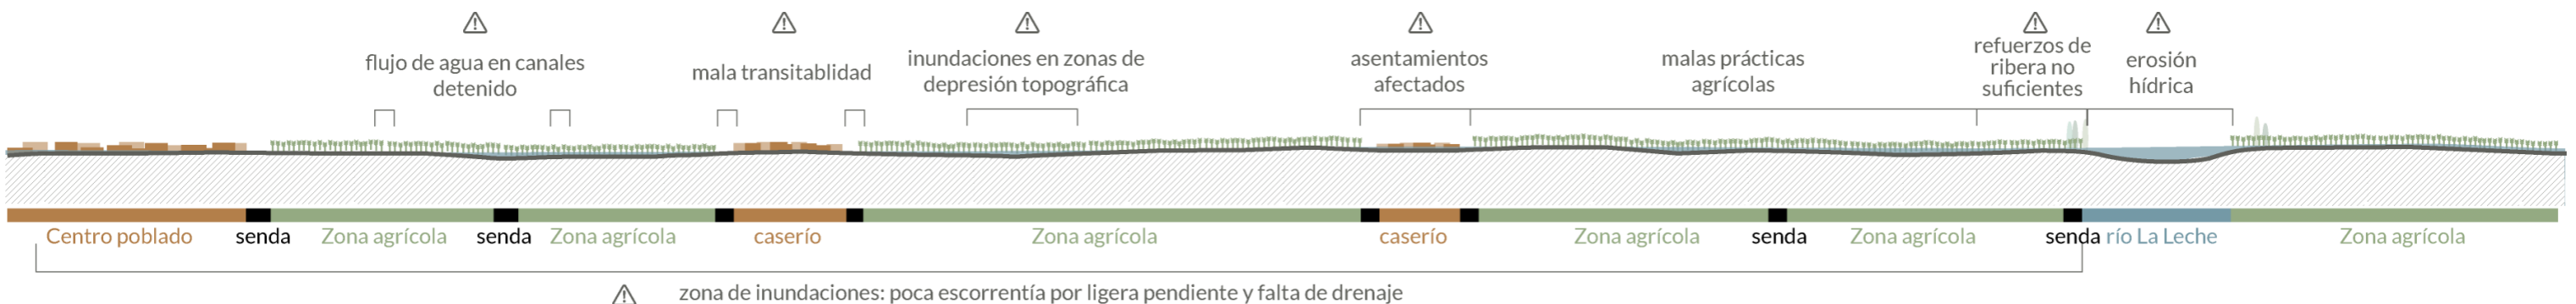 flujo de agua en canales
detenido
mala transitablidad
inundaciones en zonas de
depresión topográfica
asentamientos
afectados
malas prácticas
agrícolas
refuerzos de
ribera no
suficientes
erosión
hídrica
Centro poblado
senda
Zona agrícola
senda
Zona agrícola
caserío
Zona agrícola
caserío
Zona agrícola
senda
Zona agrícola
senda
río La Leche
Zona agrícola
zona de inundaciones: poca escorrentía por ligera pendiente y falta de drenaje